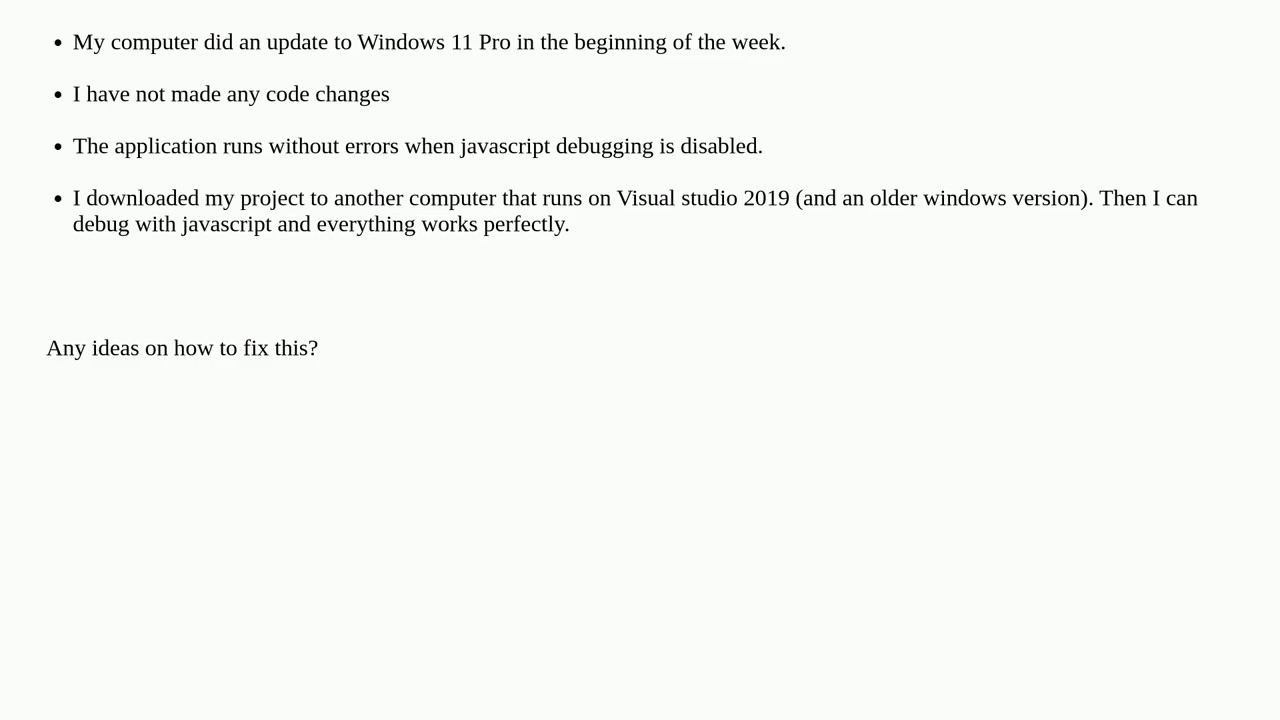 • My computer did an update to Windows 11 Pro in the beginning of the week.
• I have not made any code changes
• The application runs without errors when javascript debugging is disabled.
• I downloaded my project to another computer that runs on Visual studio 2019 (and an older windows version). Then I can
debug with javascript and everything works perfectly.
Any ideas on how to fix this?